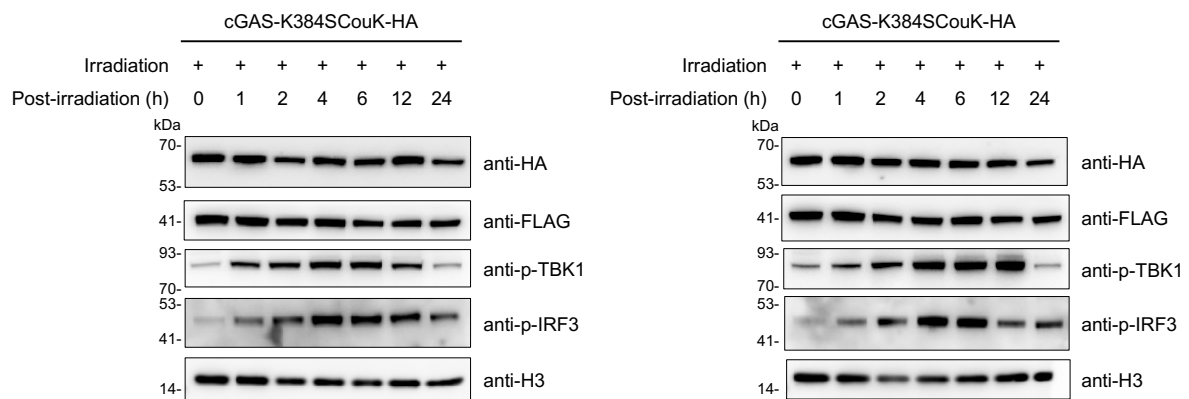 cGAS-K384SCouK-HA
Irradiation + + + + + + +
Post-irradiation (h) 0 1 2 4 6 12 24
kDa
70-
anti-HA
53-
41- anti-FLAG
93-
anti-p-TBK1
70-
53-
anti-p-IRF3
41-
14- anti-H3
cGAS-K384SCouK-HA
Irradiation + + + + + + +
Post-irradiation (h) 0 1 2 4 6 12 24
kDa
70-
anti-HA
53-
41- anti-FLAG
93-
anti-p-TBK1
70-
53-
anti-p-IRF3
41-
14- anti-H3